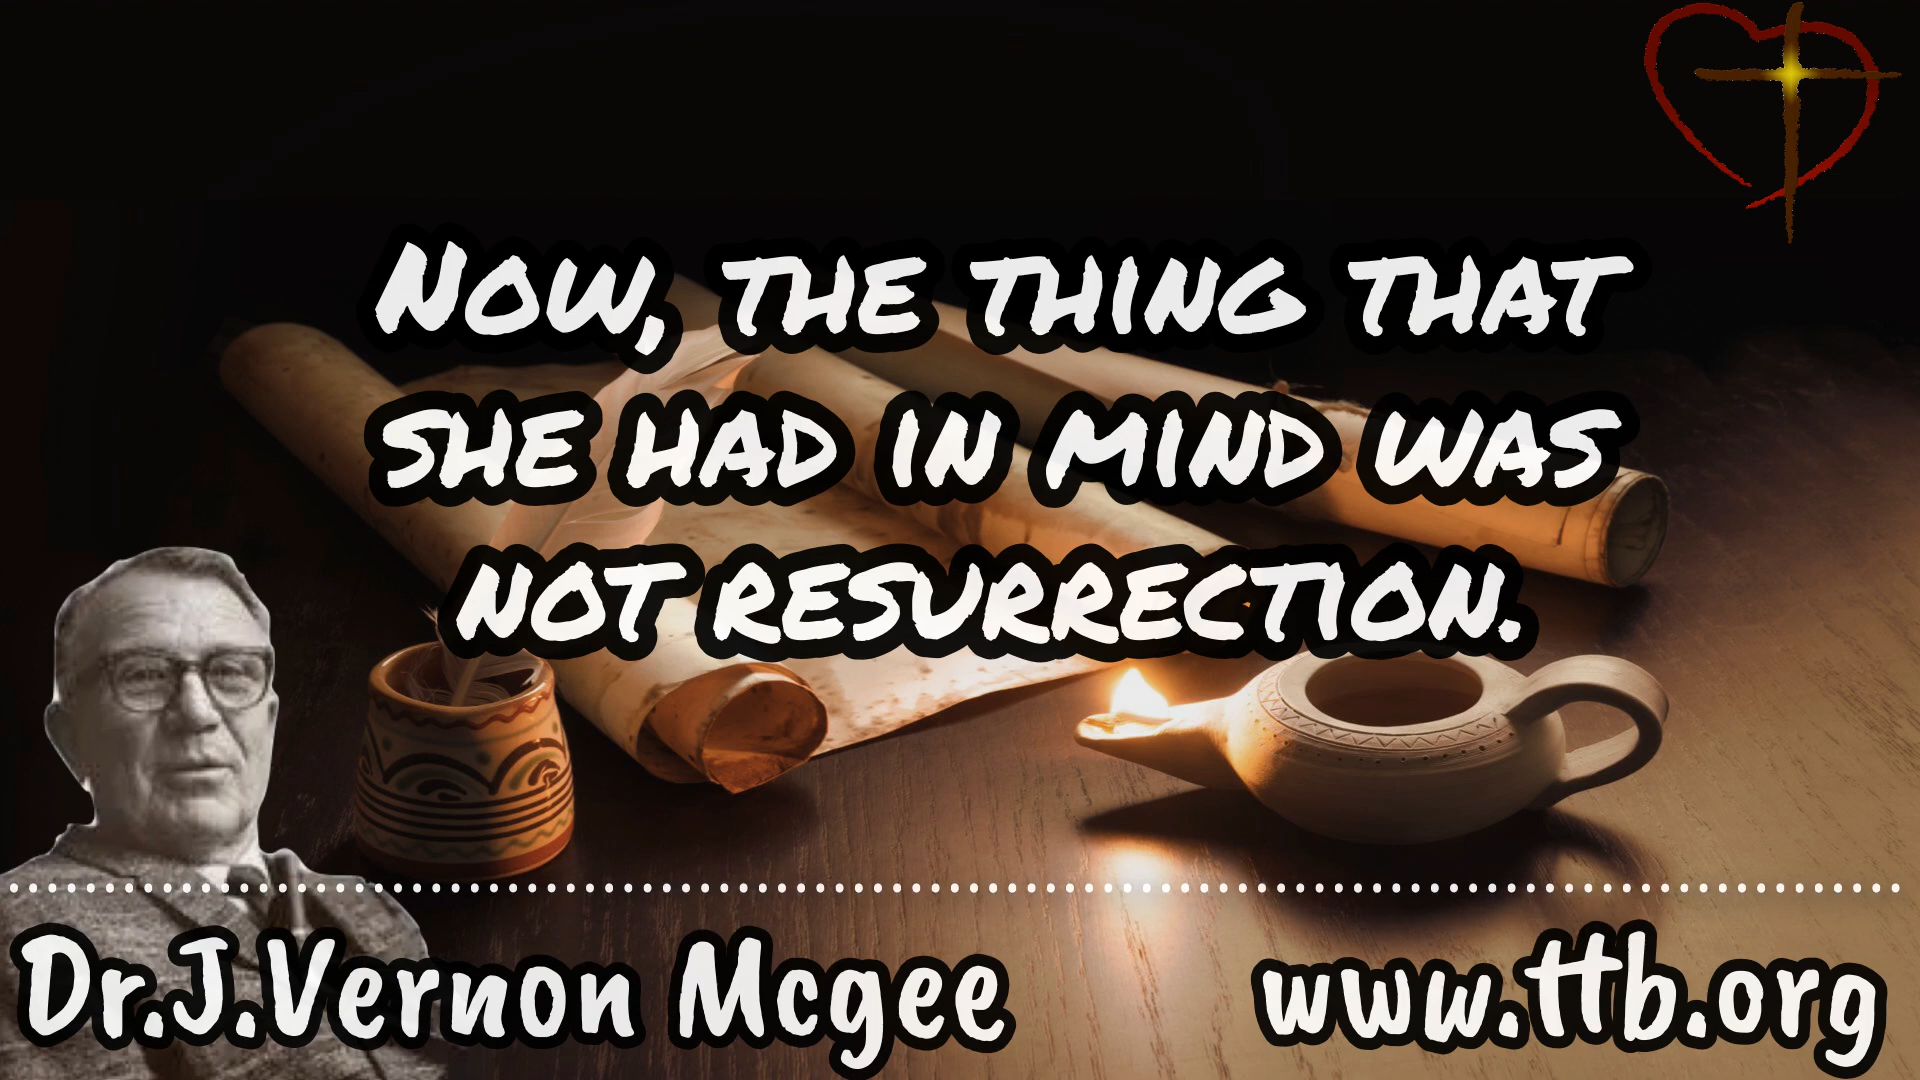 Now, the thing that
she had in mind was
not resurrection.
Dr.J.Vernon Mcgee
www.ttb.org